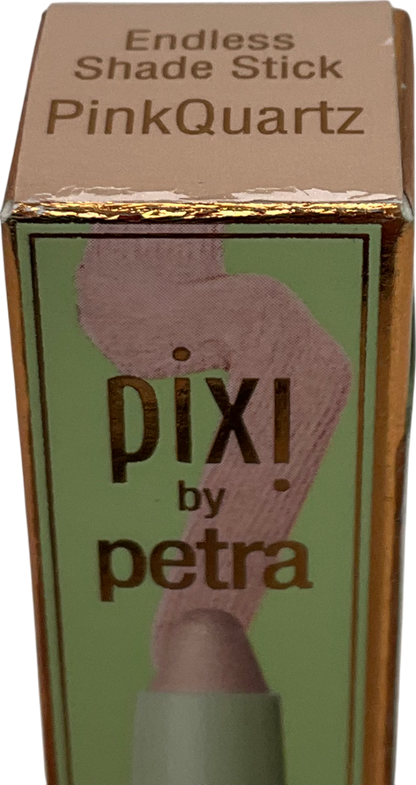 Endless
Shade Stick
PinkQuartz
pixi
by
petra